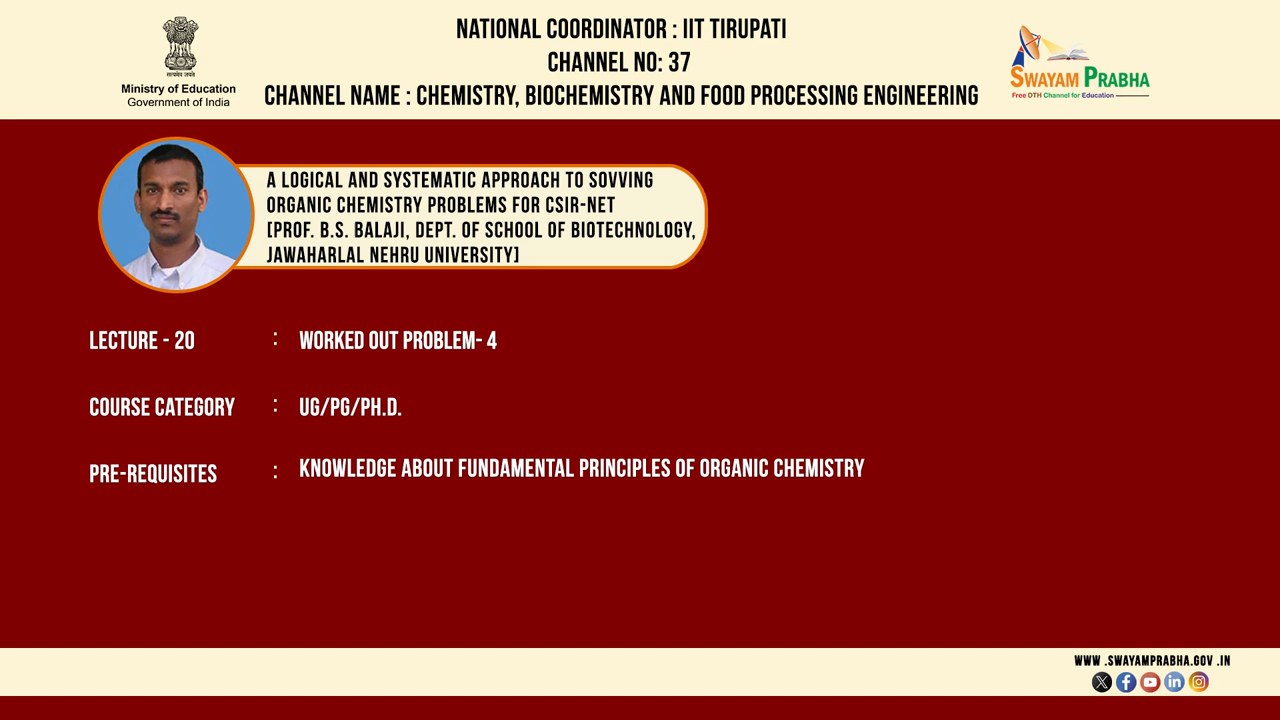 NATIONAL COORDINATOR : IIT TIRUPATI
CHANNEL NO: 37
CHANNEL NAME : CHEMISTRY, BIOCHEMISTRY AND FOOD PROCESSING ENGINEERING
सत्यमेव जयते
Ministry of Education
Government of India
SWAYAM PRABHA
Free DTH Channel for Education
A LOGICAL AND SYSTEMATIC APPROACH TO SOVVING
ORGANIC CHEMISTRY PROBLEMS FOR CSIR-NET
[PROF. B.S. BALAJI, DEPT. OF SCHOOL OF BIOTECHNOLOGY,
JAWAHARLAL NEHRU UNIVERSITY]
LECTURE - 20 : WORKED OUT PROBLEM- 4
COURSE CATEGORY : UG/PG/PH.D.
PRE-REQUISITES : KNOWLEDGE ABOUT FUNDAMENTAL PRINCIPLES OF ORGANIC CHEMISTRY
WWW .SWAYAMPRABHA.GOV .IN